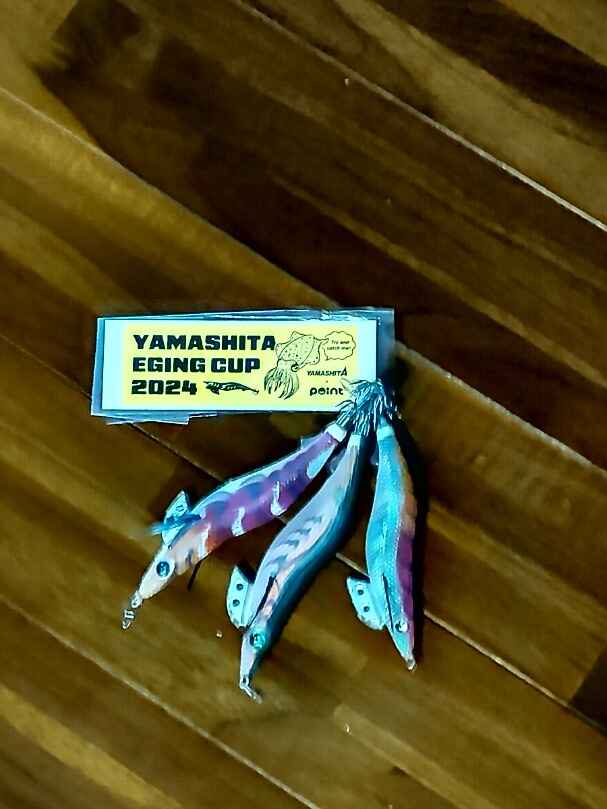 YAMASHITA
EGING CUP
2024
Try and
catch me!
YAMASHITA
point